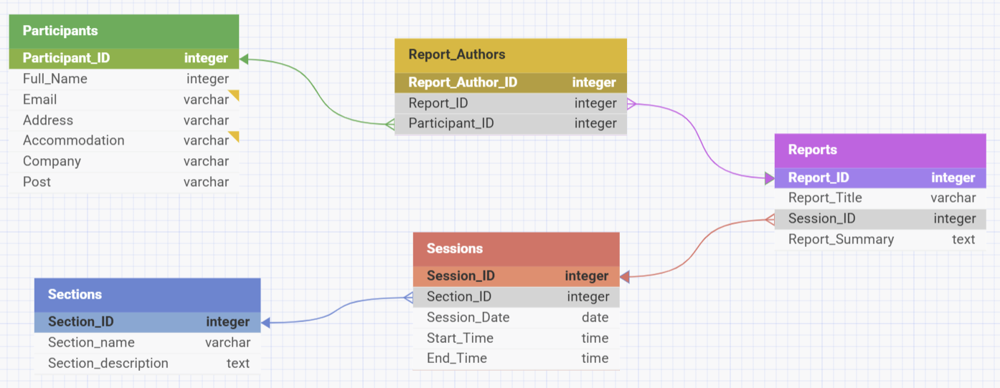 Participants
Participant_ID integer
Full_Name integer
Email varchar
Address varchar
Accommodation varchar
Company varchar
Post varchar
Report_Authors
Report_Author_ID integer
Report_ID integer
Participant_ID integer
Reports
Report_ID integer
Report_Title varchar
Session_ID integer
Report_Summary text
Sessions
Session_ID integer
Section_ID integer
Session_Date date
Start_Time time
End_Time time
Sections
Section_ID integer
Section_name varchar
Section_description text